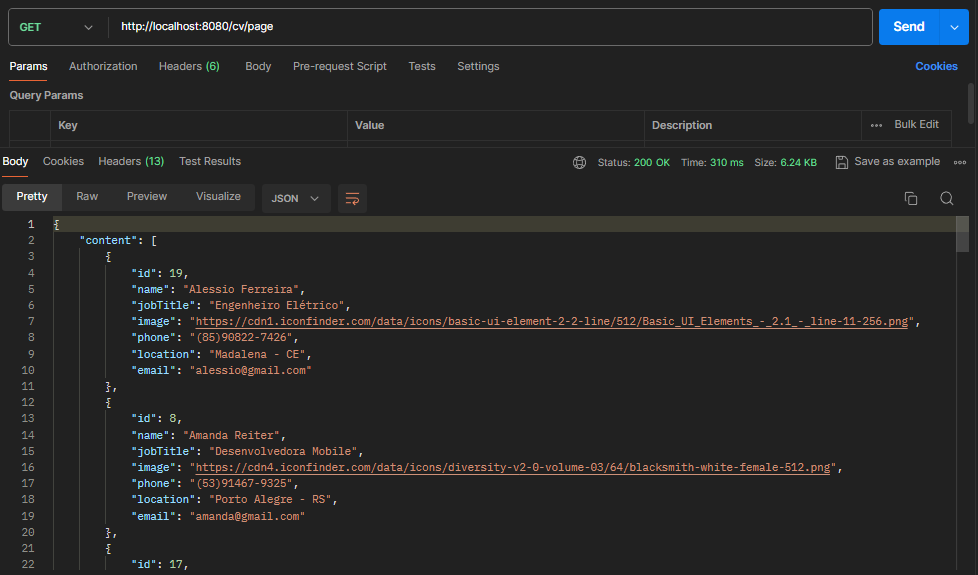 GET http://localhost:8080/cv/page Send
Params Authorization Headers (6) Body Pre-request Script Tests Settings Cookies
Query Params
Key Value Description ••• Bulk Edit
Body Cookies Headers (13) Test Results Status: 200 OK Time: 310 ms Size: 6.24 KB Save as example •••
Pretty Raw Preview Visualize JSON
1 {
2 "content": [
3 {
4 "id": 19,
5 "name": "Alessio Ferreira",
6 "jobTitle": "Engenheiro Elétrico",
7 "image": "https://cdn1.iconfinder.com/data/icons/basic-ui-element-2-2-line/512/Basic_UI_Elements_-_2.1_-_line-11-256.png",
8 "phone": "(85)90822-7426",
9 "location": "Madalena - CE",
10 "email": "alessio@gmail.com"
11 },
12 {
13 "id": 8,
14 "name": "Amanda Reiter",
15 "jobTitle": "Desenvolvedora Mobile",
16 "image": "https://cdn4.iconfinder.com/data/icons/diversity-v2-0-volume-03/64/blacksmith-white-female-512.png",
17 "phone": "(53)91467-9325",
18 "location": "Porto Alegre - RS",
19 "email": "amanda@gmail.com"
20 },
21 {
22 "id": 17,